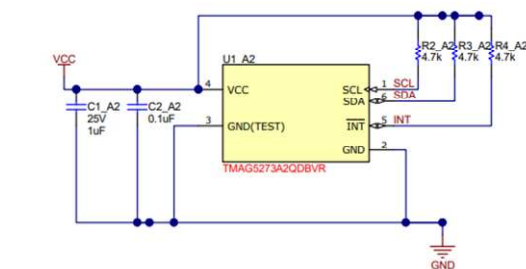 VCC
C1_A2
25V
1uF
C2_A2
0.1uF
U1_A2
4
VCC
3
GND(TEST)
SCL
1
SCL
SDA
6
SDA
INT
5
INT
GND
2
TMAG5273A2QDBVR
R2_A2
4.7k
R3_A2
4.7k
R4_A2
4.7k
GND